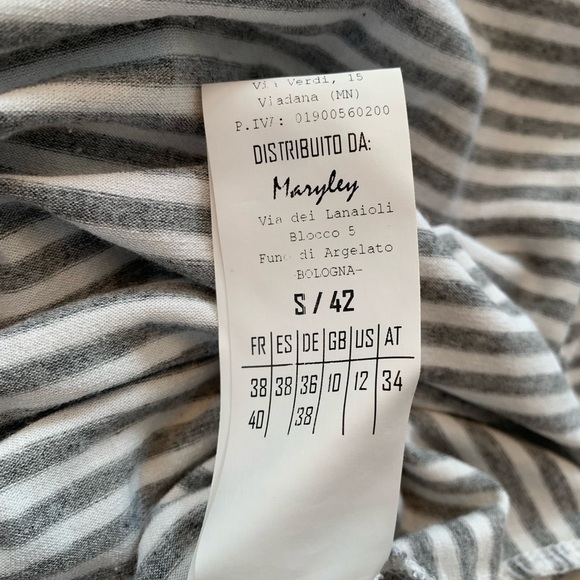 Via Verdi, 15
Viadana (MN)
P.IVA: 01900560200
DISTRIBUITO DA:
Maryley
Via dei Lanaioli
Blocco 5
Funo di Argelato
-BOLOGNA-
S / 42
FR ES DE GB US AT
38 38 36 10 12 34
40 38